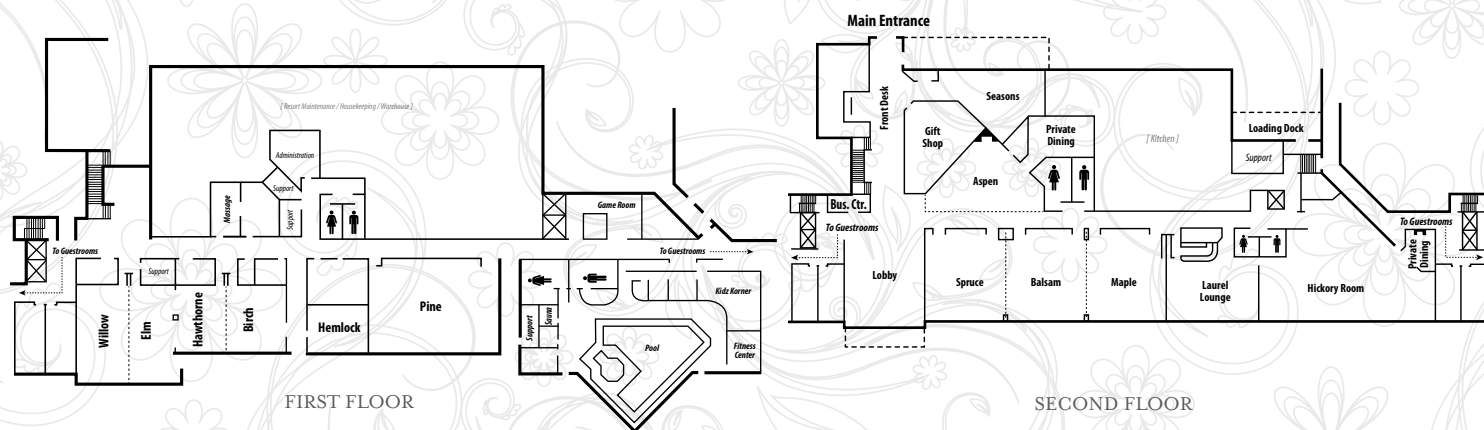 [ Resort Maintenance / Housekeeping / Warehouse ]
Administration
Support
Massage
Support
Game Room
To Guestrooms
To Guestrooms
Support
Willow
Elm
Hawthorne
Birch
Hemlock
Pine
Support
Sauna
Pool
Kidz Korner
Fitness
Center
FIRST FLOOR
Main Entrance
Front Desk
Seasons
Gift
Shop
Private
Dining
[ Kitchen ]
Loading Dock
Support
Aspen
Bus. Ctr.
To Guestrooms
To Guestrooms
Lobby
Spruce
Balsam
Maple
Laurel
Lounge
Hickory Room
Private
Dining
SECOND FLOOR